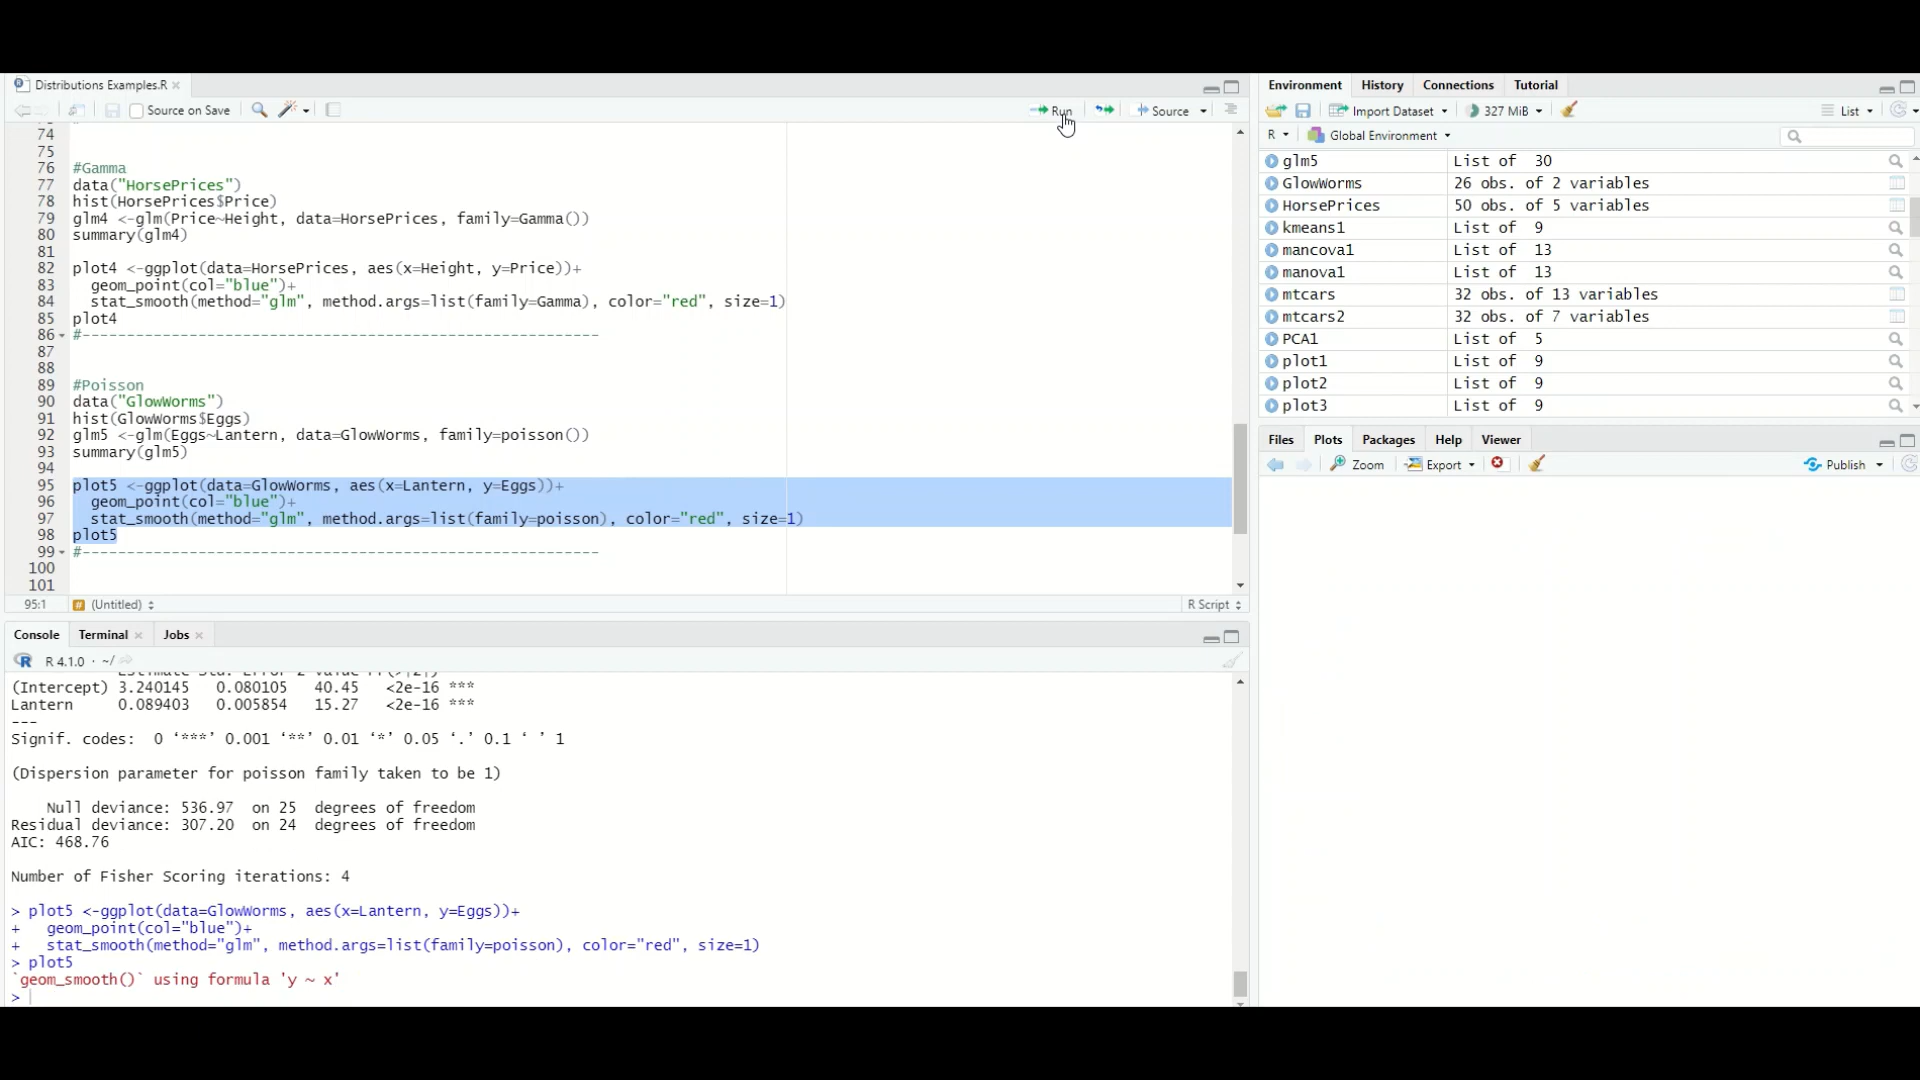 Distributions Examples.R
Source on Save
Run
Source
74
75
76 #Gamma
77 data("HorsePrices")
78 hist(HorsePrices$Price)
79 glm4 <-glm(Price~Height, data=HorsePrices, family=Gamma())
80 summary(glm4)
81
82 plot4 <-ggplot(data=HorsePrices, aes(x=Height, y=Price))+
83 geom_point(col="blue")+
84 stat_smooth(method="glm", method.args=list(family=Gamma), color="red", size=1)
85 plot4
86 #----------------------------------------------------------
87
88
89 #Poisson
90 data("GlowWorms")
91 hist(GlowWorms$Eggs)
92 glm5 <-glm(Eggs~Lantern, data=GlowWorms, family=poisson())
93 summary(glm5)
94
95 plot5 <-ggplot(data=GlowWorms, aes(x=Lantern, y=Eggs))+
96 geom_point(col="blue")+
97 stat_smooth(method="glm", method.args=list(family=poisson), color="red", size=1)
98 plot5
99 #----------------------------------------------------------
100
101
95:1 # (Untitled)
R Script
Console Terminal Jobs
R R 4.1.0 · ~/
(Intercept) 3.240145 0.080105 40.45 <2e-16 ***
Lantern 0.089403 0.005854 15.27 <2e-16 ***
---
Signif. codes: 0 ‘***’ 0.001 ‘**’ 0.01 ‘*’ 0.05 ‘.’ 0.1 ‘ ’ 1
(Dispersion parameter for poisson family taken to be 1)
Null deviance: 536.97 on 25 degrees of freedom
Residual deviance: 307.20 on 24 degrees of freedom
AIC: 468.76
Number of Fisher Scoring iterations: 4
> plot5 <-ggplot(data=GlowWorms, aes(x=Lantern, y=Eggs))+
+ geom_point(col="blue")+
+ stat_smooth(method="glm", method.args=list(family=poisson), color="red", size=1)
> plot5
`geom_smooth()` using formula 'y ~ x'
>
Environment History Connections Tutorial
Import Dataset 327 MiB List
R Global Environment
glm5 List of 30
GlowWorms 26 obs. of 2 variables
HorsePrices 50 obs. of 5 variables
kmeans1 List of 9
mancova1 List of 13
manova1 List of 13
mtcars 32 obs. of 13 variables
mtcars2 32 obs. of 7 variables
PCA1 List of 5
plot1 List of 9
plot2 List of 9
plot3 List of 9
Files Plots Packages Help Viewer
Zoom Export Publish